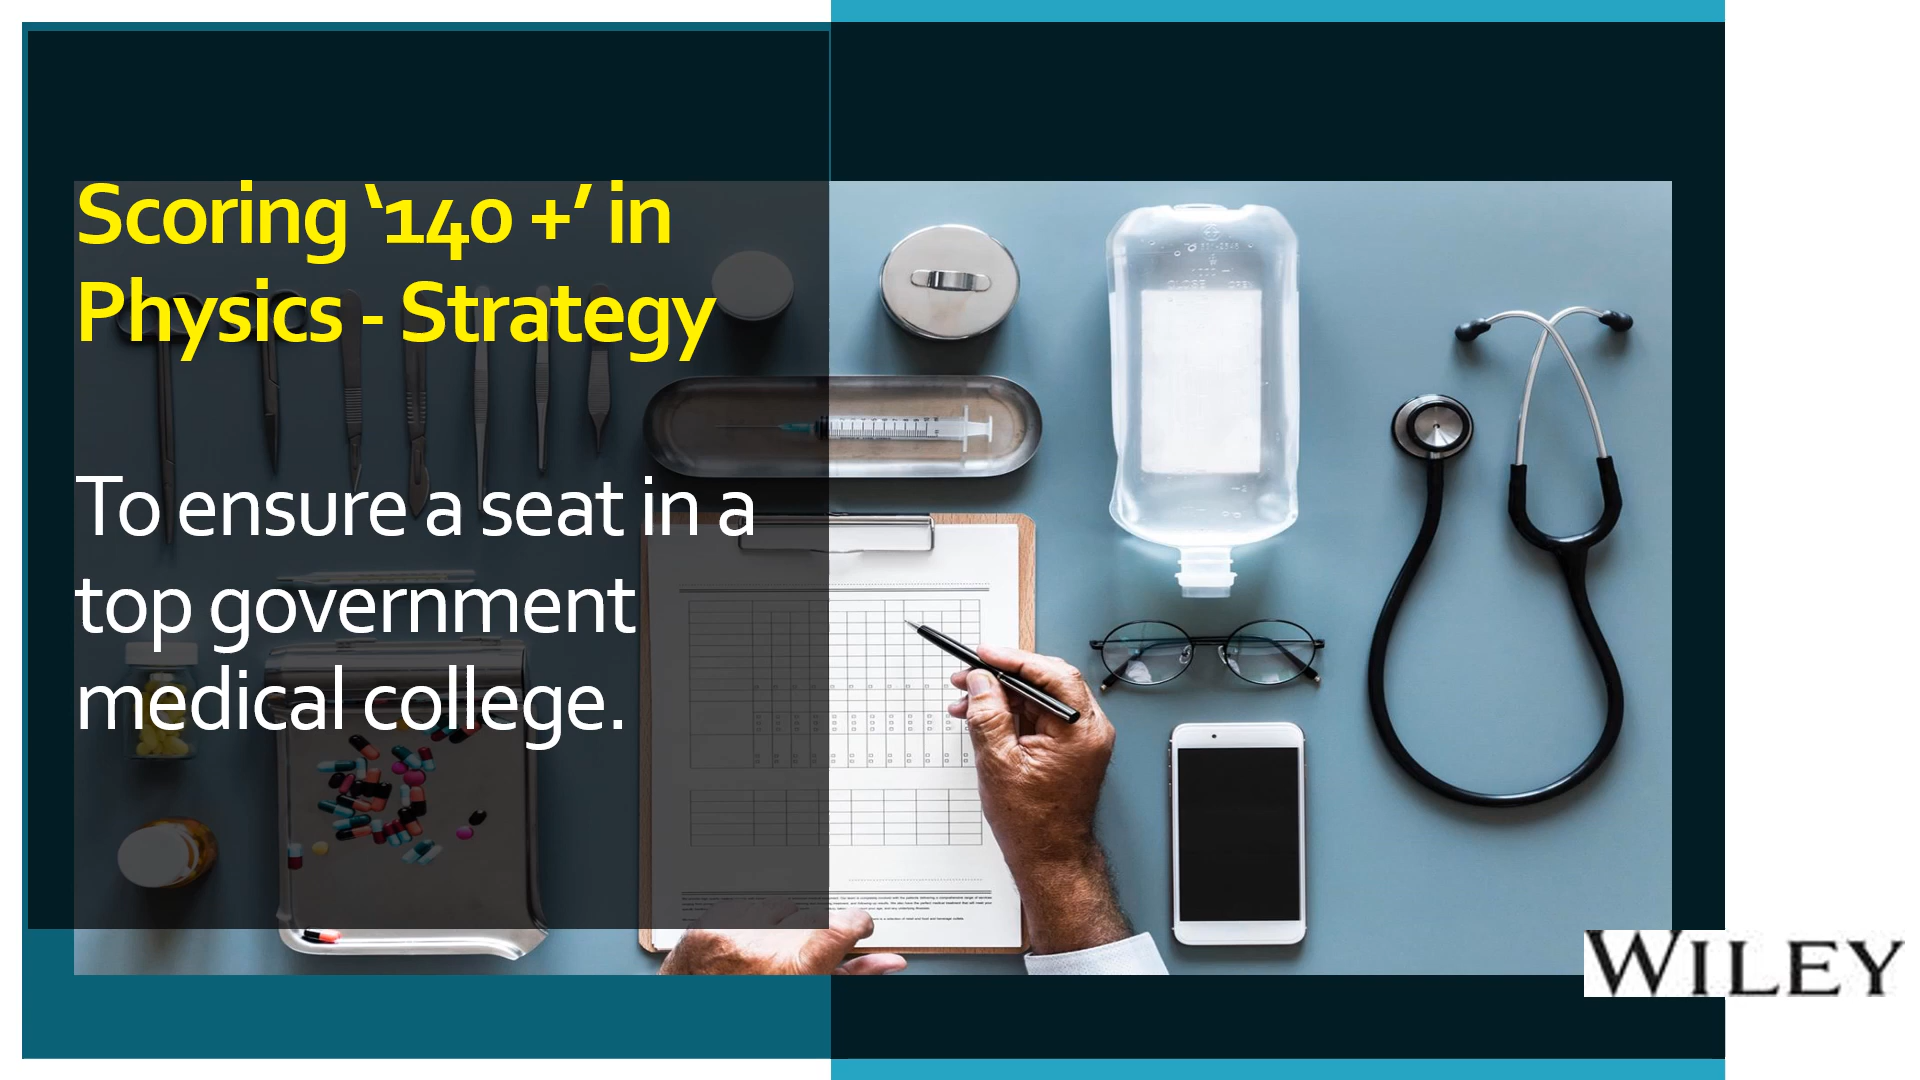 Scoring ‘140 +’ in
Physics - Strategy
To ensure a seat in a
top government
medical college.
WILEY